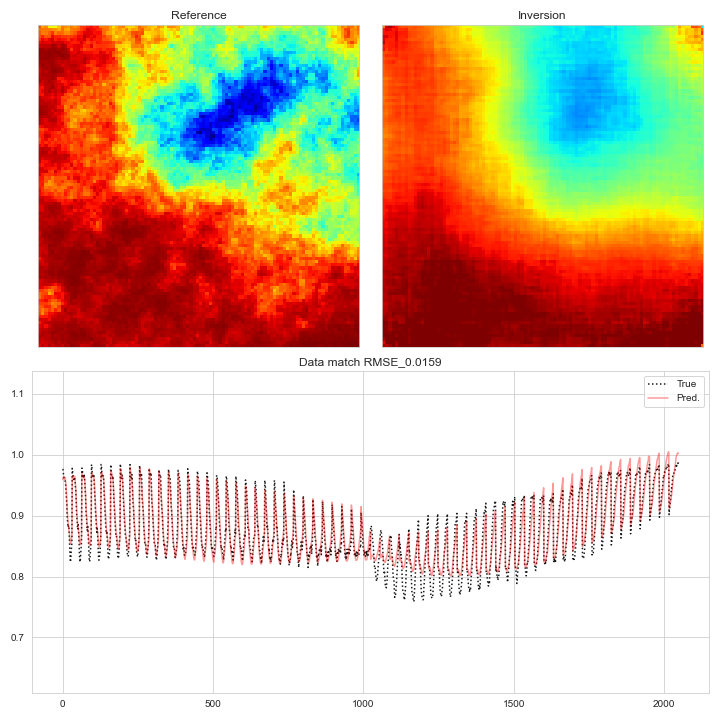 Reference
Inversion
Data match RMSE_0.0159
True
Pred.
1.1
1.0
0.9
0.8
0.7
0
500
1000
1500
2000